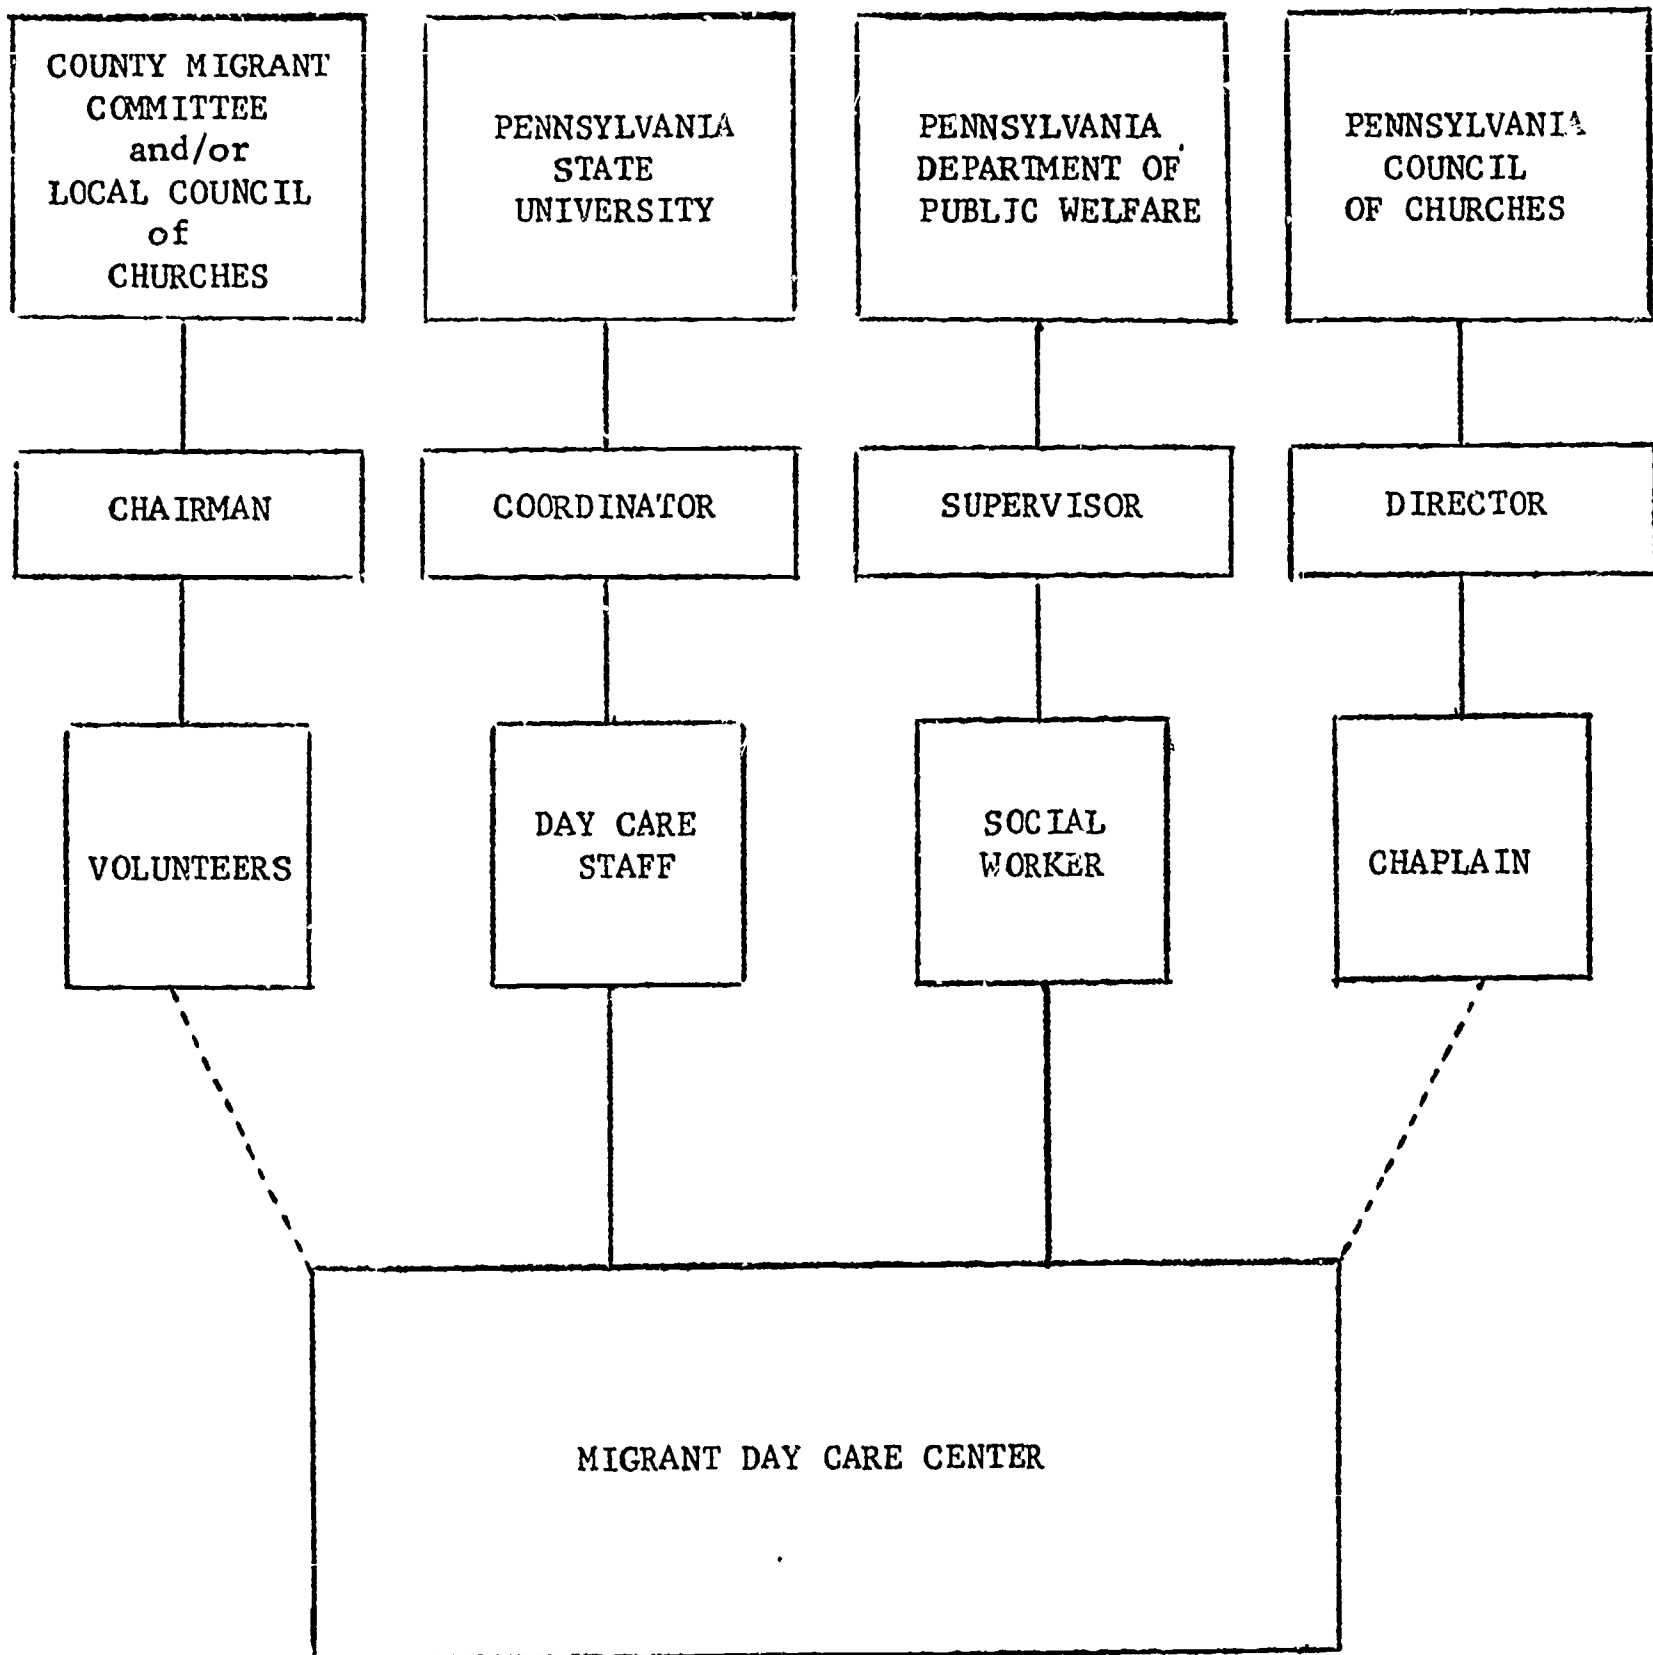 COUNTY MIGRANT
COMMITTEE
and/or
LOCAL COUNCIL
of
CHURCHES
PENNSYLVANIA
STATE
UNIVERSITY
PENNSYLVANIA
DEPARTMENT OF
PUBLIC WELFARE
PENNSYLVANIA
COUNCIL
OF CHURCHES
CHAIRMAN
COORDINATOR
SUPERVISOR
DIRECTOR
VOLUNTEERS
DAY CARE
STAFF
SOCIAL
WORKER
CHAPLAIN
MIGRANT DAY CARE CENTER